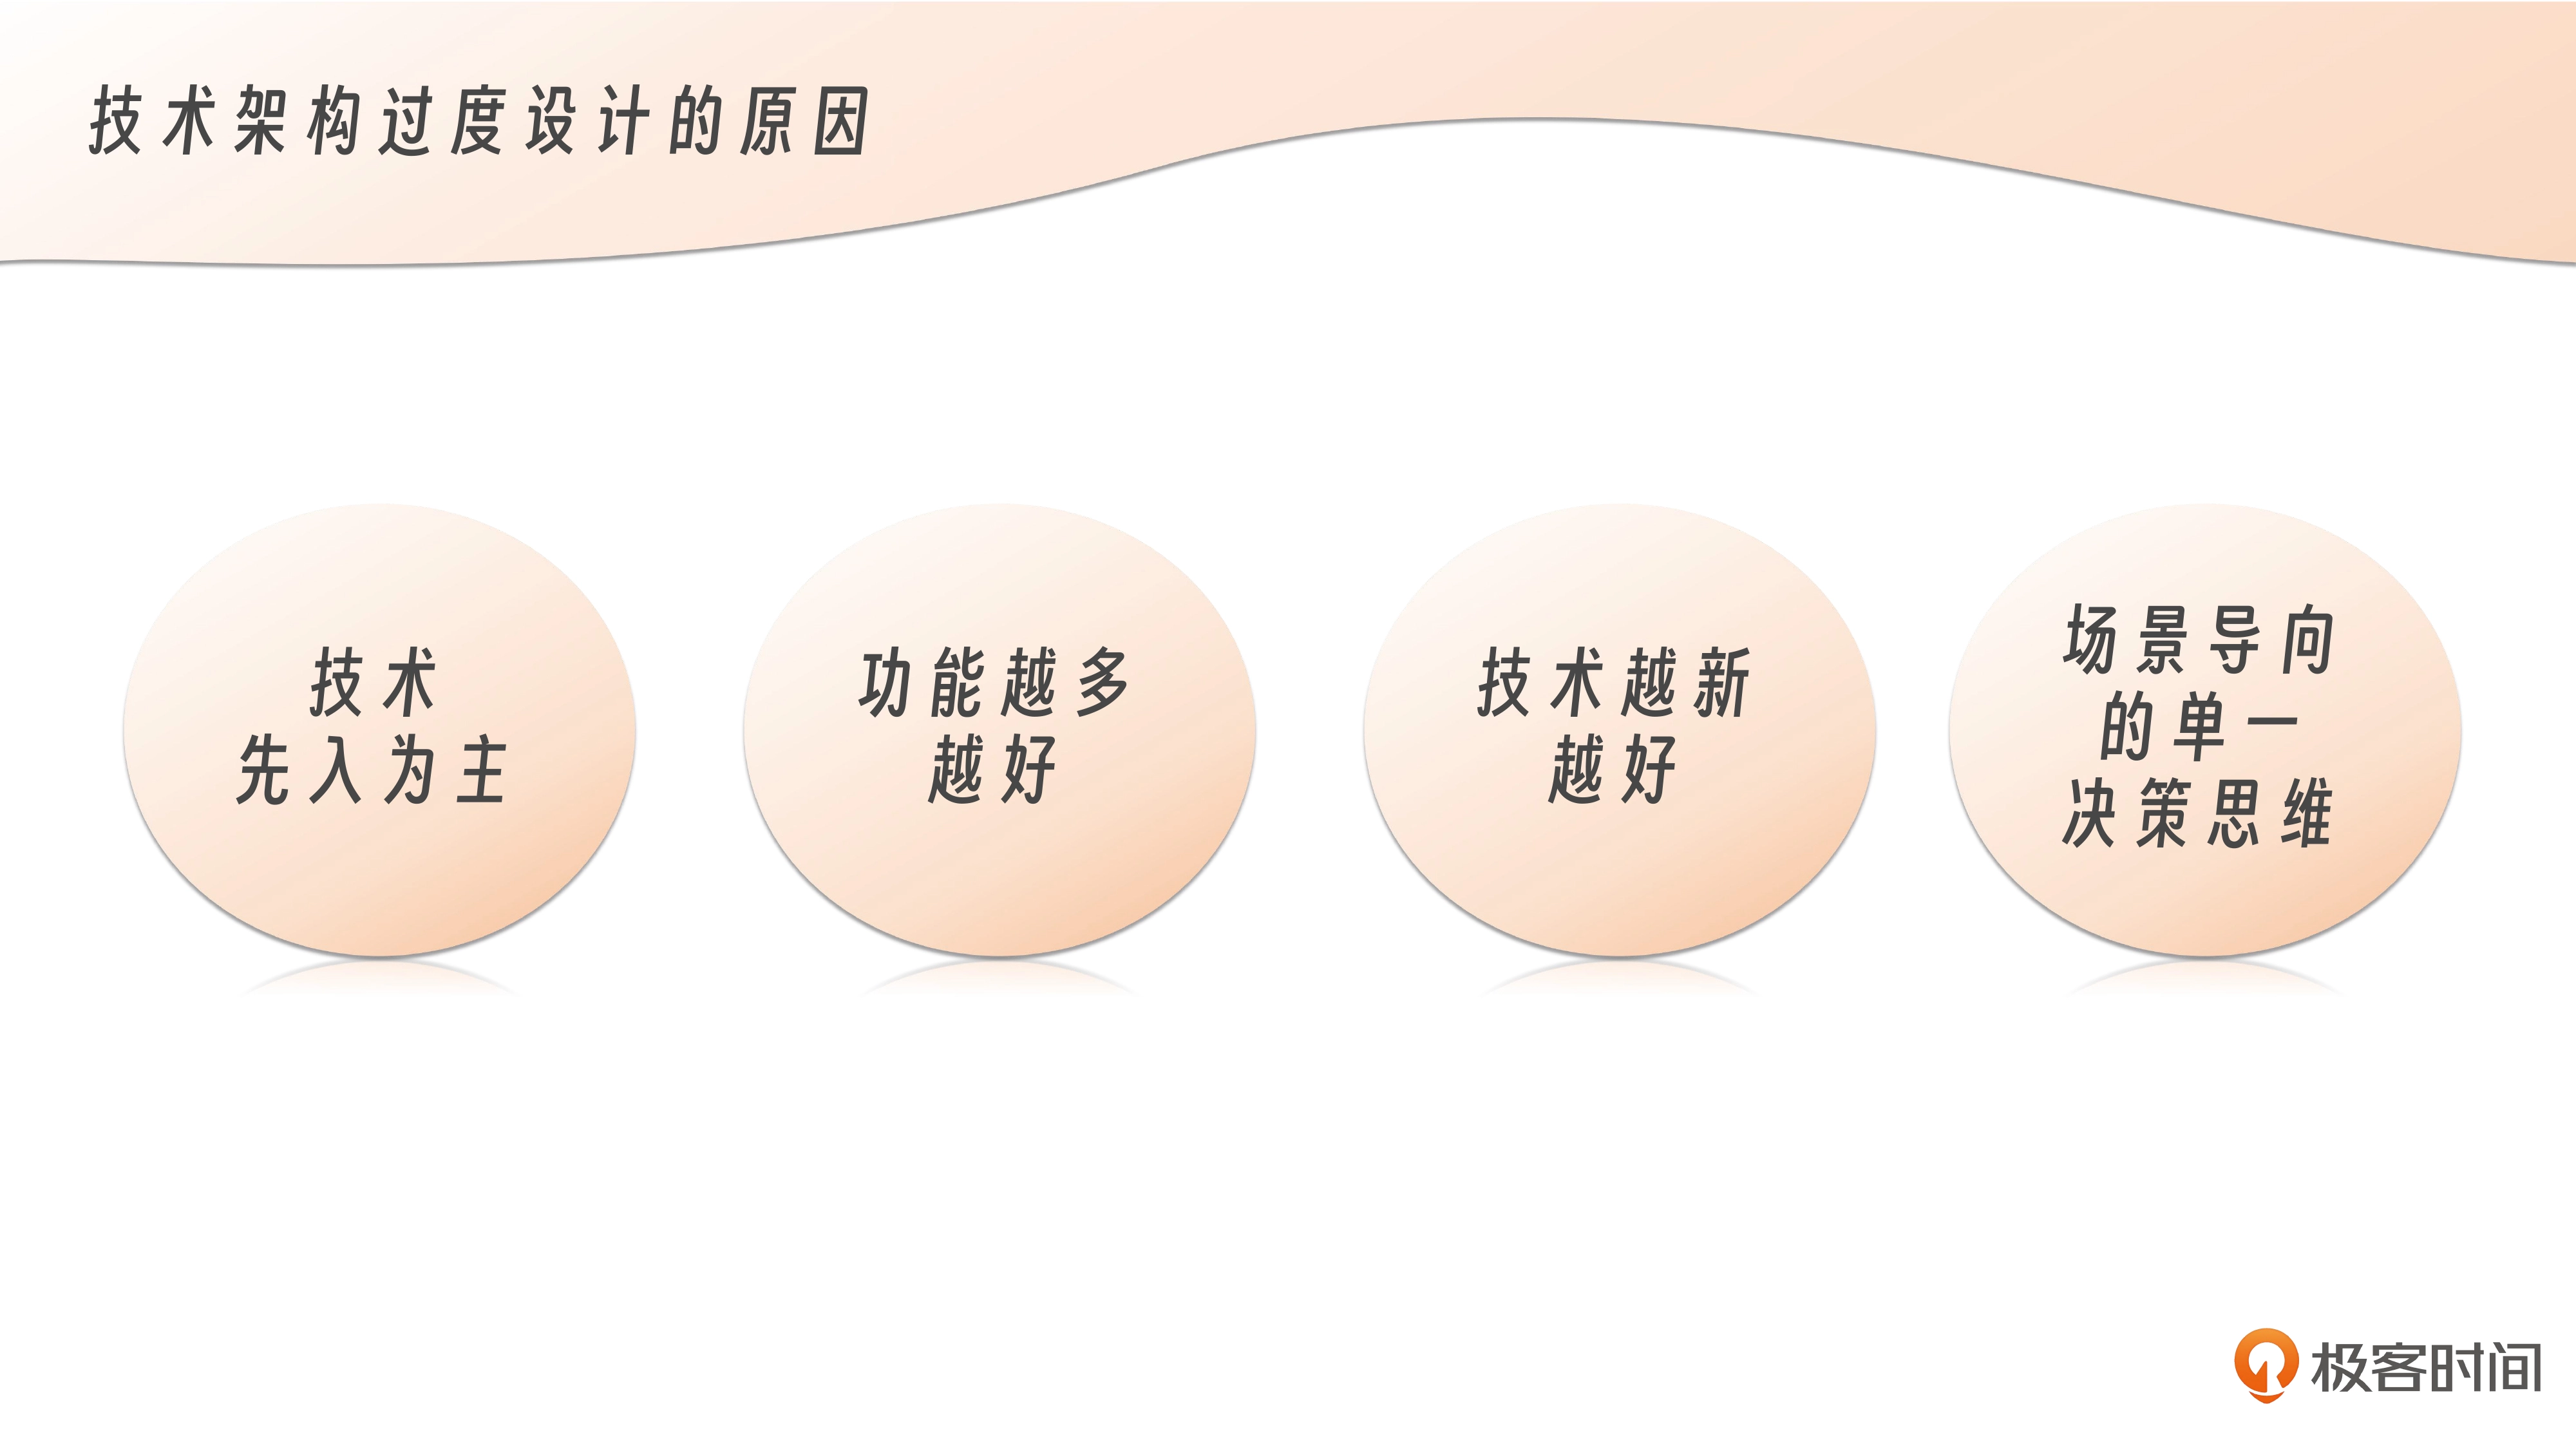 技术架构过度设计的原因
技术
先入为主
功能越多
越好
技术越新
越好
场景导向
的单一
决策思维
极客时间